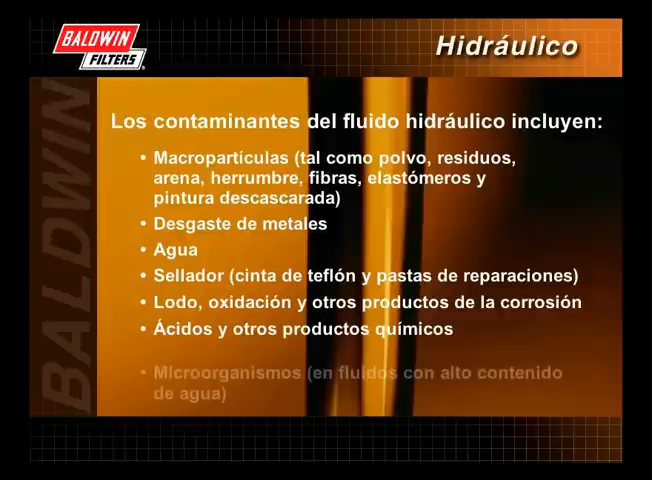 BALDWIN
FILTERS
Hidráulico
BALDWIN
Los contaminantes del fluido hidráulico incluyen:
• Macropartículas (tal como polvo, residuos,
arena, herrumbre, fibras, elastómeros y
pintura descascarada)
• Desgaste de metales
• Agua
• Sellador (cinta de teflón y pastas de reparaciones)
• Lodo, oxidación y otros productos de la corrosión
• Ácidos y otros productos químicos
• Microorganismos (en fluidos con alto contenido
de agua)